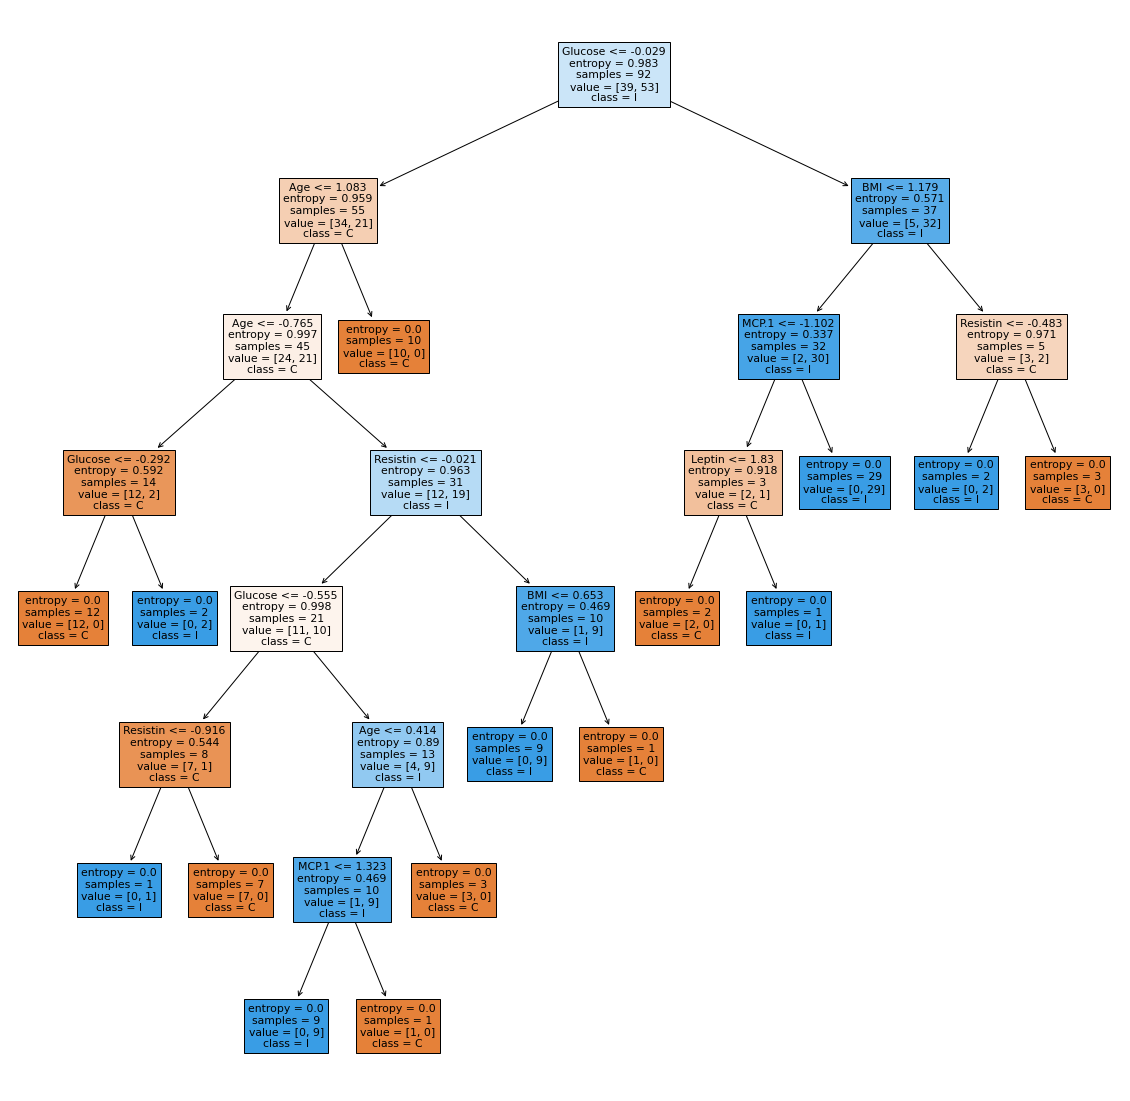 Glucose <= -0.029
entropy = 0.983
samples = 92
value = [39, 53]
class = I
Age <= 1.083
entropy = 0.959
samples = 55
value = [34, 21]
class = C
BMI <= 1.179
entropy = 0.571
samples = 37
value = [5, 32]
class = I
Age <= -0.765
entropy = 0.997
samples = 45
value = [24, 21]
class = C
entropy = 0.0
samples = 10
value = [10, 0]
class = C
MCP.1 <= -1.102
entropy = 0.337
samples = 32
value = [2, 30]
class = I
Resistin <= -0.483
entropy = 0.971
samples = 5
value = [3, 2]
class = C
Glucose <= -0.292
entropy = 0.592
samples = 14
value = [12, 2]
class = C
Resistin <= -0.021
entropy = 0.963
samples = 31
value = [12, 19]
class = I
Leptin <= 1.83
entropy = 0.918
samples = 3
value = [2, 1]
class = C
entropy = 0.0
samples = 29
value = [0, 29]
class = I
entropy = 0.0
samples = 2
value = [0, 2]
class = I
entropy = 0.0
samples = 3
value = [3, 0]
class = C
entropy = 0.0
samples = 12
value = [12, 0]
class = C
entropy = 0.0
samples = 2
value = [0, 2]
class = I
Glucose <= -0.555
entropy = 0.998
samples = 21
value = [11, 10]
class = C
BMI <= 0.653
entropy = 0.469
samples = 10
value = [1, 9]
class = I
entropy = 0.0
samples = 2
value = [2, 0]
class = C
entropy = 0.0
samples = 1
value = [0, 1]
class = I
Resistin <= -0.916
entropy = 0.544
samples = 8
value = [7, 1]
class = C
Age <= 0.414
entropy = 0.89
samples = 13
value = [4, 9]
class = I
entropy = 0.0
samples = 9
value = [0, 9]
class = I
entropy = 0.0
samples = 1
value = [1, 0]
class = C
entropy = 0.0
samples = 1
value = [0, 1]
class = I
entropy = 0.0
samples = 7
value = [7, 0]
class = C
MCP.1 <= 1.323
entropy = 0.469
samples = 10
value = [1, 9]
class = I
entropy = 0.0
samples = 3
value = [3, 0]
class = C
entropy = 0.0
samples = 9
value = [0, 9]
class = I
entropy = 0.0
samples = 1
value = [1, 0]
class = C